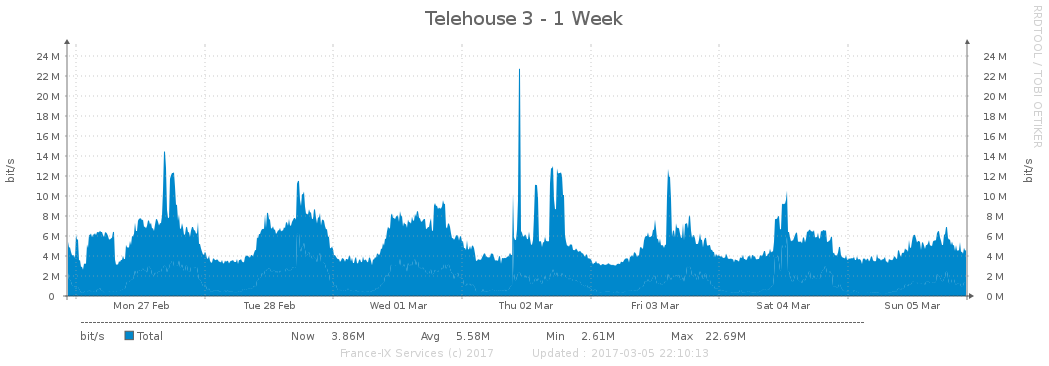 Telehouse 3 - 1 Week
RRDTOOL / TOBI OETIKER
24 M 24 M
22 M 22 M
20 M 20 M
18 M 18 M
16 M 16 M
14 M 14 M
12 M 12 M
10 M 10 M
8 M 8 M
6 M 6 M
4 M 4 M
2 M 2 M
0 0 M
bit/s
bit/s
Mon 27 Feb Tue 28 Feb Wed 01 Mar Thu 02 Mar Fri 03 Mar Sat 04 Mar Sun 05 Mar
bit/s Total Now 3.86M Avg 5.58M Min 2.61M Max 22.69M
France-IX Services (c) 2017 Updated : 2017-03-05 22:10:13